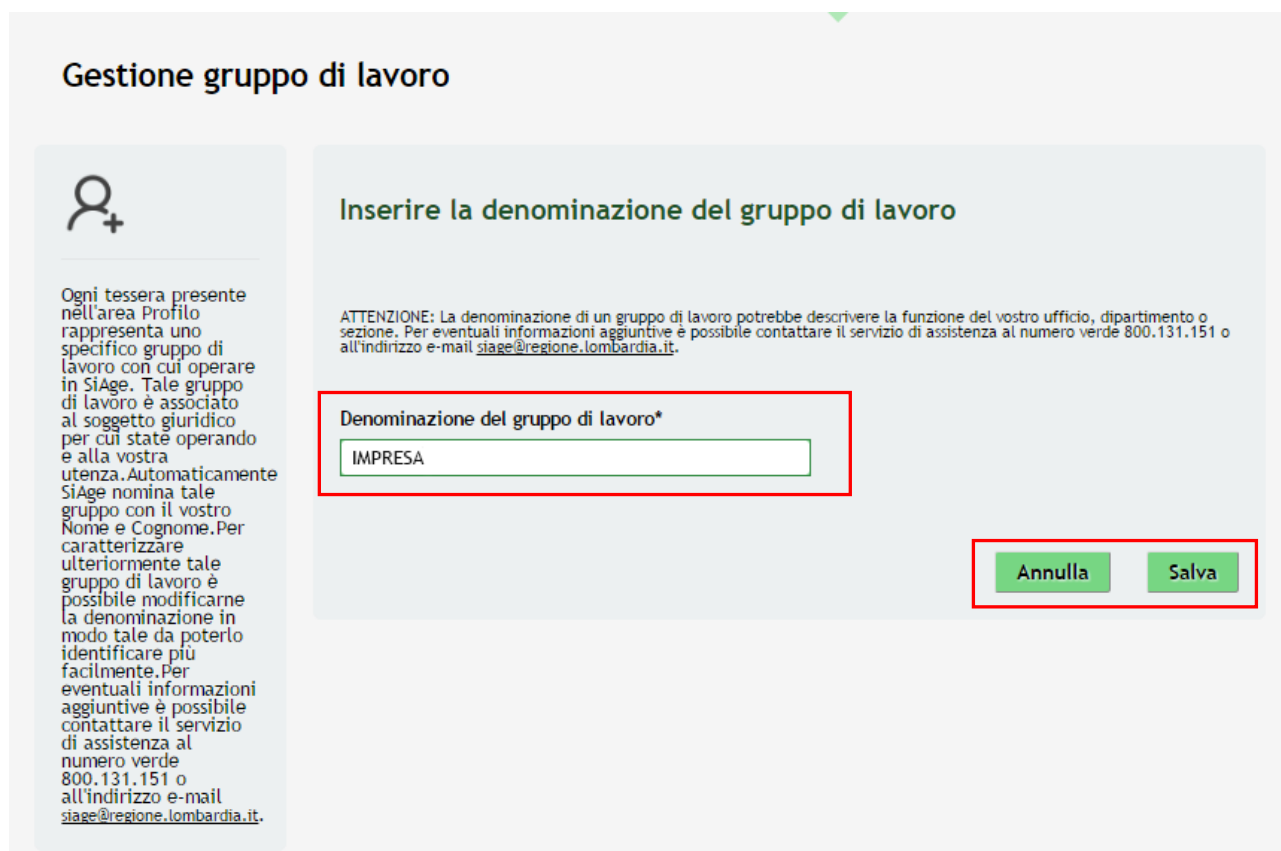 Gestione gruppo di lavoro
Ogni tessera presente
nell'area Profilo
rappresenta uno
specifico gruppo di
lavoro con cui operare
in SiAge. Tale gruppo
di lavoro è associato
al soggetto giuridico
per cui state operando
e alla vostra
utenza.Automaticamente
SiAge nomina tale
gruppo con il vostro
Nome e Cognome.Per
caratterizzare
ulteriormente tale
gruppo di lavoro è
possibile modificarne
la denominazione in
modo tale da poterlo
identificare più
facilmente.Per
eventuali informazioni
aggiuntive è possibile
contattare il servizio
di assistenza al
numero verde
800.131.151 o
all'indirizzo e-mail
siage@regione.lombardia.it.
Inserire la denominazione del gruppo di lavoro
ATTENZIONE: La denominazione di un gruppo di lavoro potrebbe descrivere la funzione del vostro ufficio, dipartimento o
sezione. Per eventuali informazioni aggiuntive è possibile contattare il servizio di assistenza al numero verde 800.131.151 o
all'indirizzo e-mail siage@regione.lombardia.it.
Denominazione del gruppo di lavoro*
IMPRESA
Annulla Salva